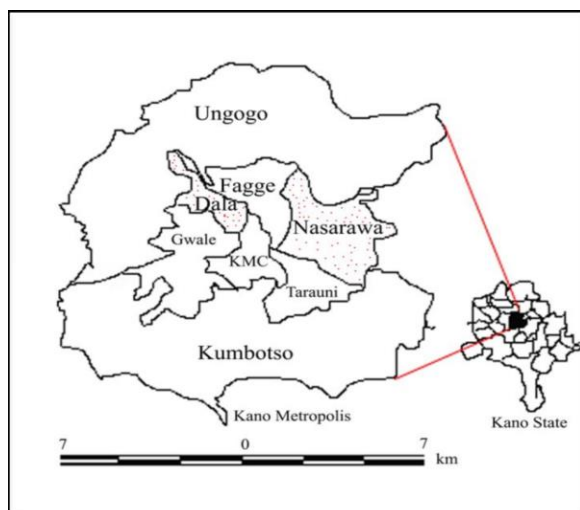 Ungogo
Fagge
Dala
Nasarawa
Gwale
KMC
Tarauni
Kumbotso
Kano Metropolis
Kano State
7 0 7
km